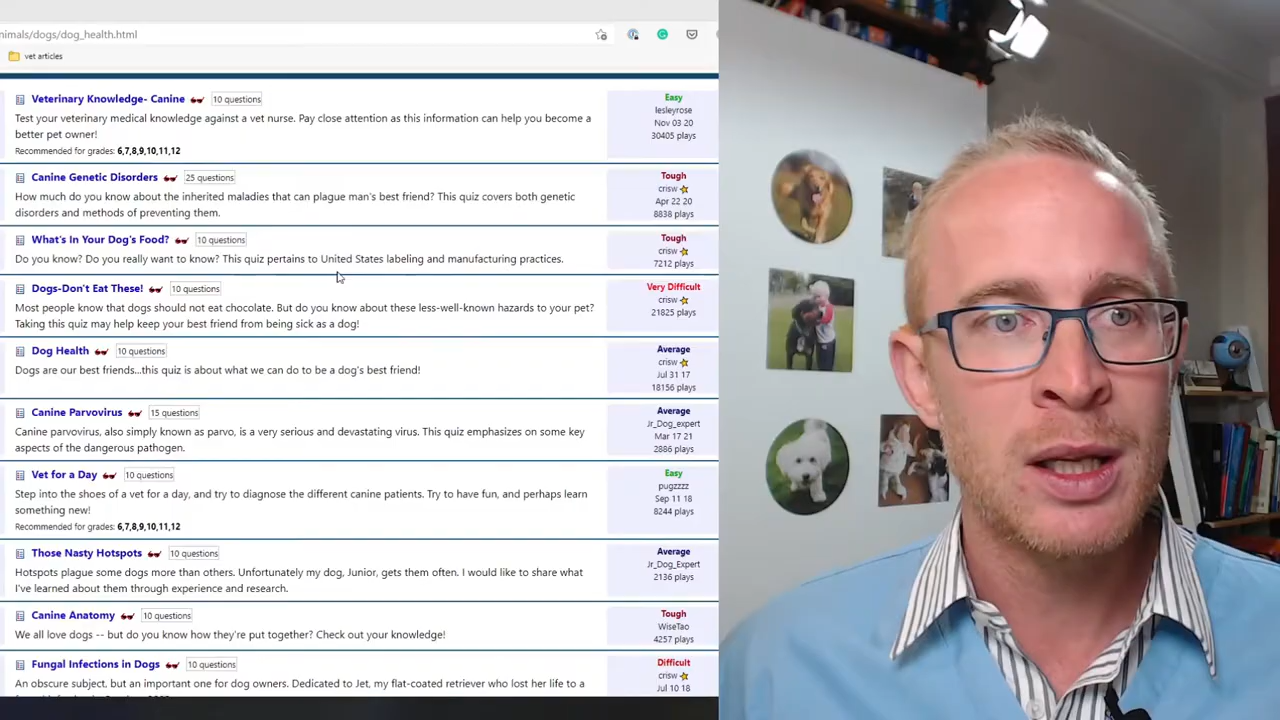 nimals/dogs/dog_health.html
vet articles
Veterinary Knowledge- Canine 10 questions
Test your veterinary medical knowledge against a vet nurse. Pay close attention as this information can help you become a
better pet owner!
Recommended for grades: 6,7,8,9,10,11,12
Easy
lesleyrose
Nov 03 20
30405 plays
Canine Genetic Disorders 25 questions
How much do you know about the inherited maladies that can plague man's best friend? This quiz covers both genetic
disorders and methods of preventing them.
Tough
crisw
Apr 22 20
8838 plays
What's In Your Dog's Food? 10 questions
Do you know? Do you really want to know? This quiz pertains to United States labeling and manufacturing practices.
Tough
crisw
7212 plays
Dogs-Don't Eat These! 10 questions
Most people know that dogs should not eat chocolate. But do you know about these less-well-known hazards to your pet?
Taking this quiz may help keep your best friend from being sick as a dog!
Very Difficult
crisw
21825 plays
Dog Health 10 questions
Dogs are our best friends...this quiz is about what we can do to be a dog's best friend!
Average
crisw
Jul 31 17
18156 plays
Canine Parvovirus 15 questions
Canine parvovirus, also simply known as parvo, is a very serious and devastating virus. This quiz emphasizes on some key
aspects of the dangerous pathogen.
Average
Jr_Dog_expert
Mar 17 21
2886 plays
Vet for a Day 10 questions
Step into the shoes of a vet for a day, and try to diagnose the different canine patients. Try to have fun, and perhaps learn
something new!
Recommended for grades: 6,7,8,9,10,11,12
Easy
pugzzzz
Sep 11 18
8244 plays
Those Nasty Hotspots 10 questions
Hotspots plague some dogs more than others. Unfortunately my dog, Junior, gets them often. I would like to share what
I've learned about them through experience and research.
Average
Jr_Dog_Expert
2136 plays
Canine Anatomy 10 questions
We all love dogs -- but do you know how they're put together? Check out your knowledge!
Tough
WiseTao
4257 plays
Fungal Infections in Dogs 10 questions
An obscure subject, but an important one for dog owners. Dedicated to Jet, my flat-coated retriever who lost her life to a
Difficult
crisw
Jul 10 18